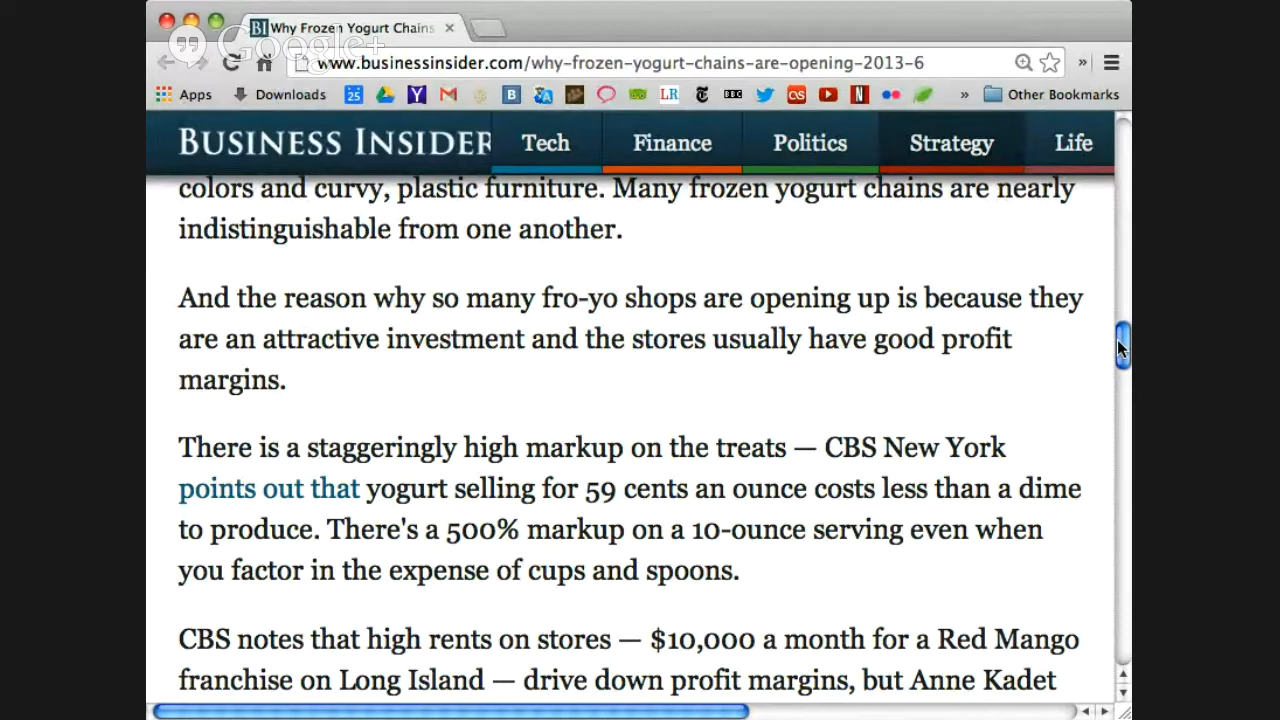 BI Why Frozen Yogurt Chains
Google+
www.businessinsider.com/why-frozen-yogurt-chains-are-opening-2013-6
Apps Downloads 25 Y B LR T BBC as N Other Bookmarks
BUSINESS INSIDER Tech Finance Politics Strategy Life
colors and curvy, plastic furniture. Many frozen yogurt chains are nearly
indistinguishable from one another.
And the reason why so many fro-yo shops are opening up is because they
are an attractive investment and the stores usually have good profit
margins.
There is a staggeringly high markup on the treats — CBS New York
points out that yogurt selling for 59 cents an ounce costs less than a dime
to produce. There's a 500% markup on a 10-ounce serving even when
you factor in the expense of cups and spoons.
CBS notes that high rents on stores — $10,000 a month for a Red Mango
franchise on Long Island — drive down profit margins, but Anne Kadet